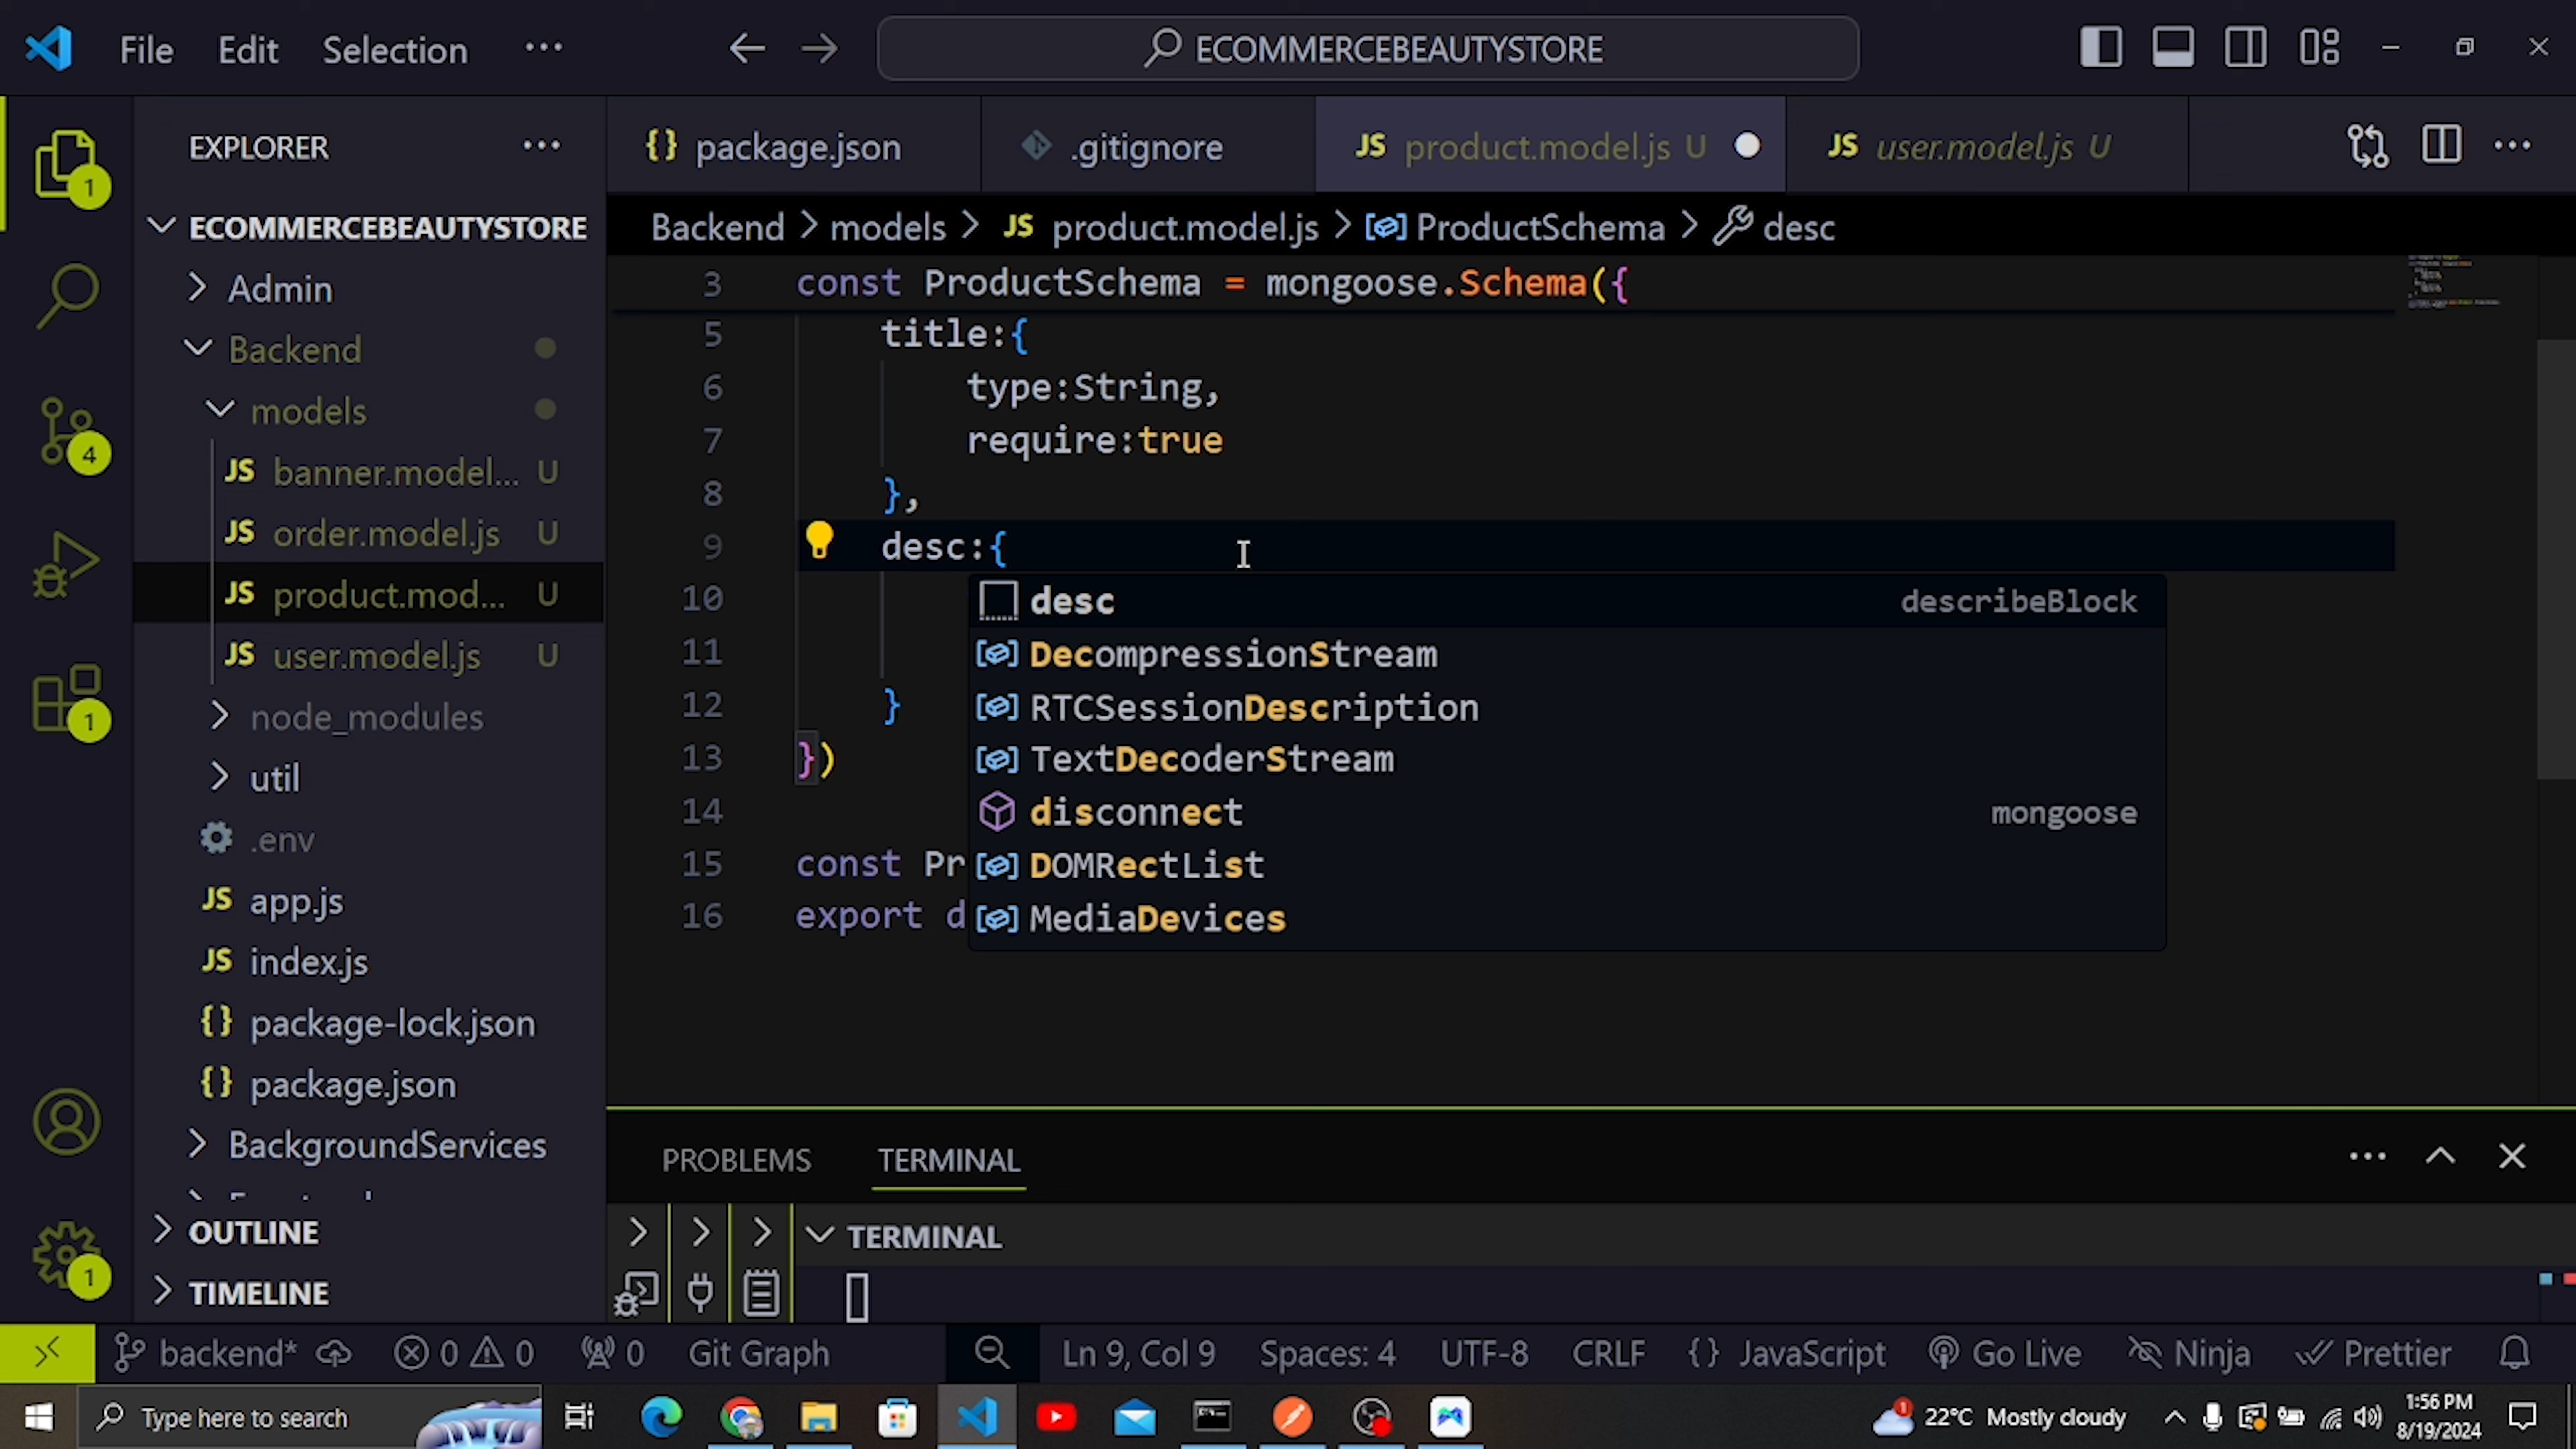 File Edit Selection ...
ECOMMERCEBEAUTYSTORE
EXPLORER
ECOMMERCEBEAUTYSTORE
Admin
Backend
models
JS banner.model... U
JS order.model.js U
JS product.mod... U
JS user.model.js U
node_modules
util
.env
JS app.js
JS index.js
{} package-lock.json
{} package.json
BackgroundServices
OUTLINE
TIMELINE
1
4
1
1
{} package.json
.gitignore
JS product.model.js U
JS user.model.js U
Backend > models > JS product.model.js > ProductSchema > desc
3 const ProductSchema = mongoose.Schema({
5 title:{
6 type:String,
7 require:true
8 },
9 desc:{
10
11
12 }
13 })
14
15 const Pr
16 export d
desc describeBlock
DecompressionStream
RTCSessionDescription
TextDecoderStream
disconnect mongoose
DOMRectList
MediaDevices
PROBLEMS TERMINAL
TERMINAL
backend* 0 0 0 Git Graph Ln 9, Col 9 Spaces: 4 UTF-8 CRLF {} JavaScript Go Live Ninja Prettier
Type here to search
1 22°C Mostly cloudy
1:56 PM
8/19/2024